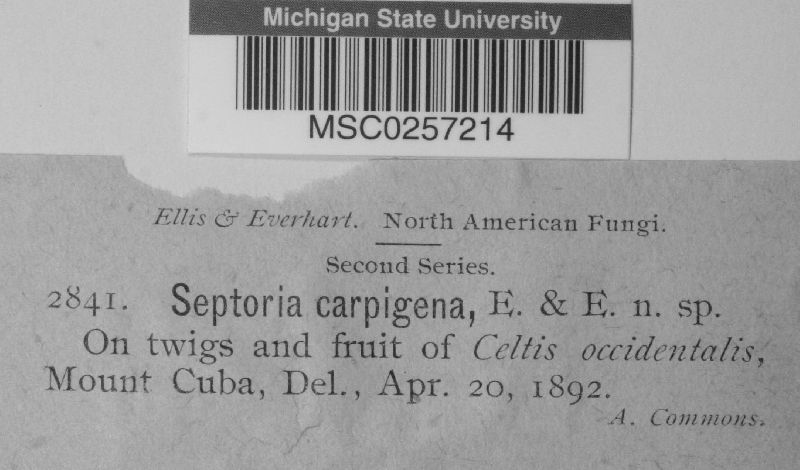 Michigan State University
MSC0257214
Ellis & Everhart. North American Fungi.
Second Series.
2841. Septoria carpigena, E. & E. n. sp.
On twigs and fruit of Celtis occidentalis,
Mount Cuba, Del., Apr. 20, 1892.
A. Commons.